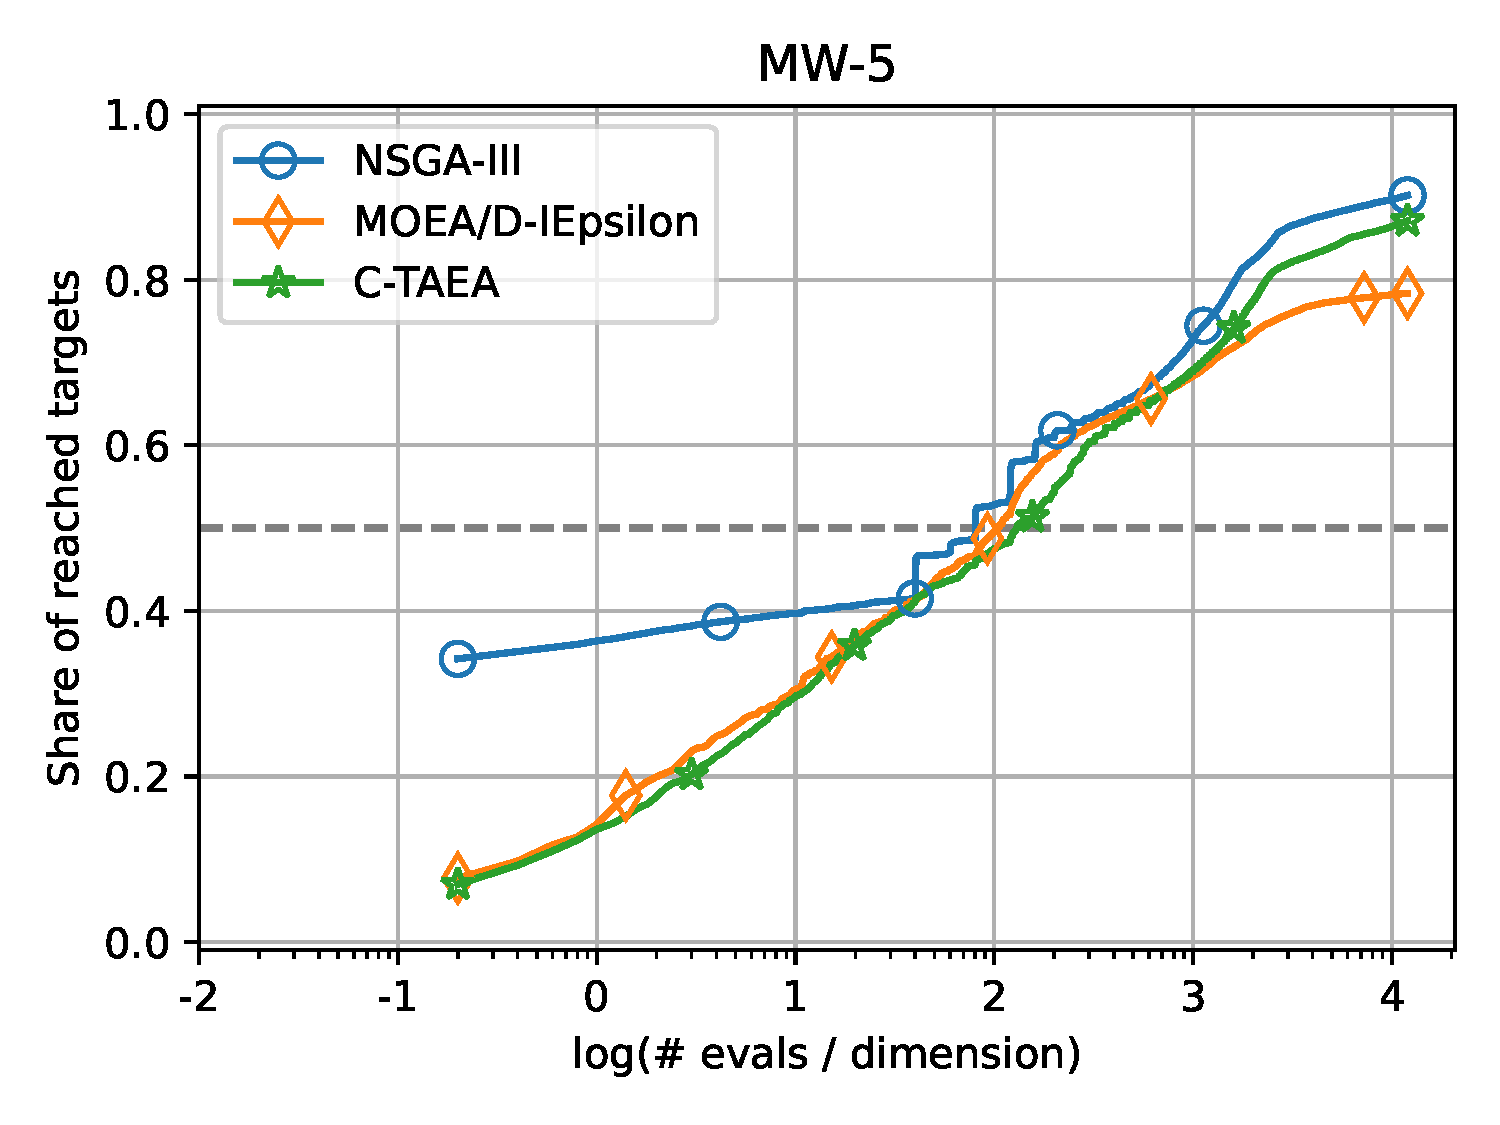 MW-5
Share of reached targets
1.0
0.8
0.6
0.4
0.2
0.0
NSGA-III
MOEA/D-IEpsilon
C-TAEA
-2 -1 0 1 2 3 4
log(# evals / dimension)